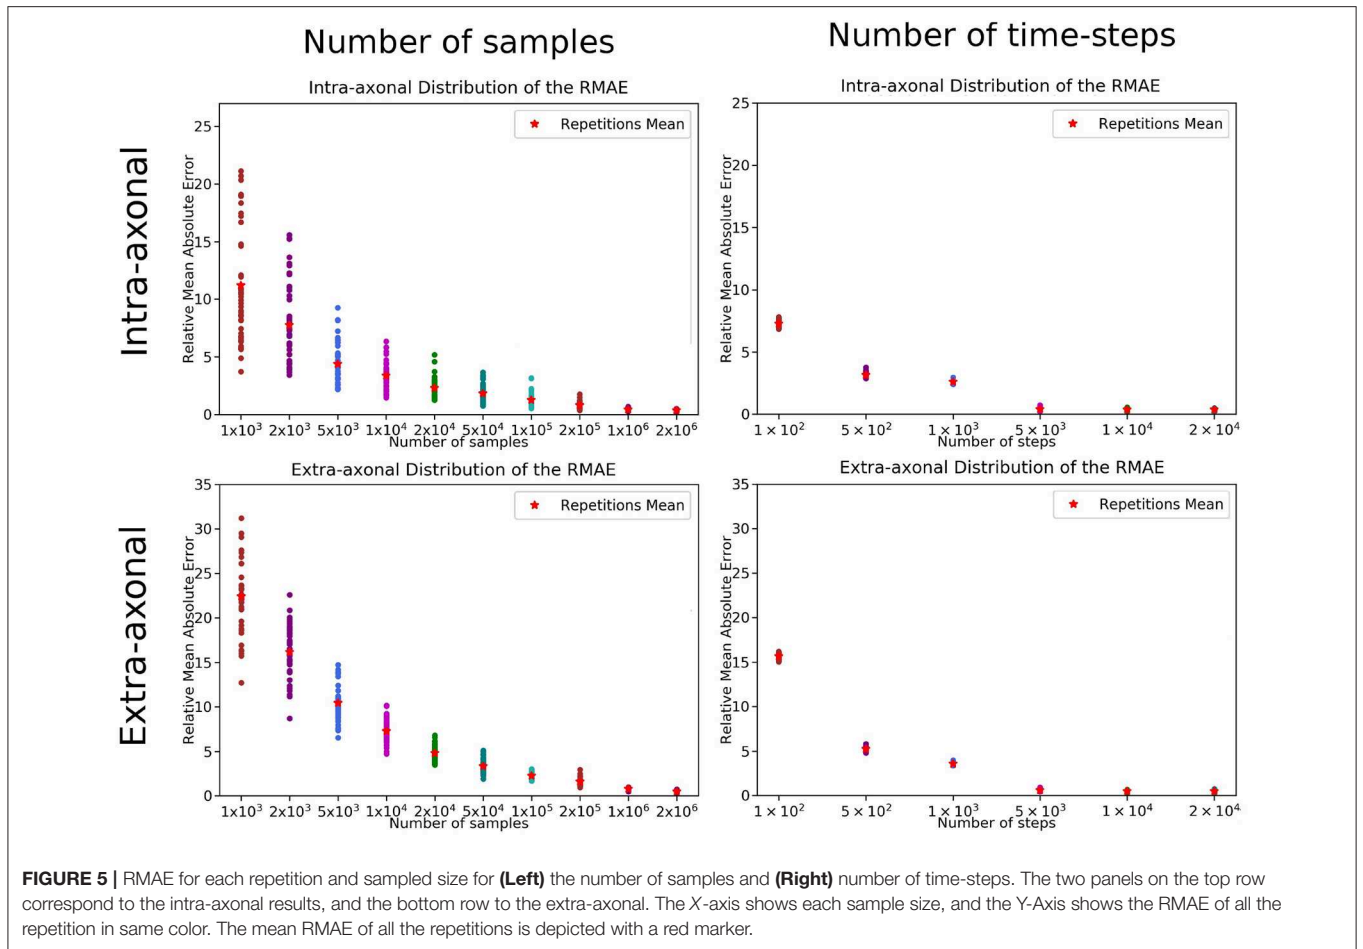 Number of samples
Number of time-steps
Intra-axonal
Intra-axonal Distribution of the RMAE
Relative Mean Absolute Error
25
20
15
10
5
0
Repetitions Mean
1x10³ 2x10³ 5x10³ 1x10⁴ 2x10⁴ 5x10⁴ 1x10⁵ 2x10⁵ 1x10⁶ 2x10⁶
Number of samples
Intra-axonal Distribution of the RMAE
Relative Mean Absolute Error
25
20
15
10
5
0
Repetitions Mean
1 × 10² 5 × 10² 1 × 10³ 5 × 10³ 1 × 10⁴ 2 × 10⁴
Number of steps
Extra-axonal
Extra-axonal Distribution of the RMAE
Relative Mean Absolute Error
35
30
25
20
15
10
5
0
Repetitions Mean
1x10³ 2x10³ 5x10³ 1x10⁴ 2x10⁴ 5x10⁴ 1x10⁵ 2x10⁵ 1x10⁶ 2x10⁶
Number of samples
Extra-axonal Distribution of the RMAE
Relative Mean Absolute Error
35
30
25
20
15
10
5
0
Repetitions Mean
1 × 10² 5 × 10² 1 × 10³ 5 × 10³ 1 × 10⁴ 2 × 10⁴
Number of steps
FIGURE 5 | RMAE for each repetition and sampled size for (Left) the number of samples and (Right) number of time-steps. The two panels on the top row
correspond to the intra-axonal results, and the bottom row to the extra-axonal. The X-axis shows each sample size, and the Y-Axis shows the RMAE of all the
repetition in same color. The mean RMAE of all the repetitions is depicted with a red marker.